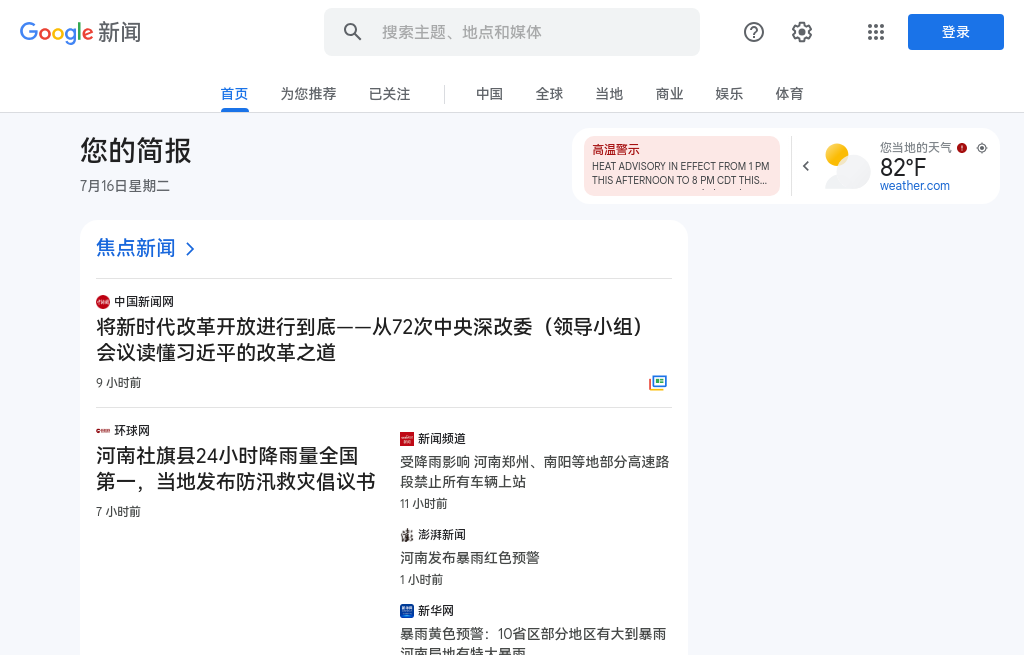 Google 新闻
搜索主题、地点和媒体
登录
首页
为您推荐
已关注
中国
全球
当地
商业
娱乐
体育
您的简报
7月16日星期二
高温警示
HEAT ADVISORY IN EFFECT FROM 1 PM
THIS AFTERNOON TO 8 PM CDT THIS...
您当地的天气
82°F
weather.com
焦点新闻
中国新闻网
将新时代改革开放进行到底——从72次中央深改委（领导小组）
会议读懂习近平的改革之道
9 小时前
环球网
河南社旗县24小时降雨量全国
第一，当地发布防汛救灾倡议书
7 小时前
新闻频道
受降雨影响 河南郑州、南阳等地部分高速路
段禁止所有车辆上站
11 小时前
澎湃新闻
河南发布暴雨红色预警
1 小时前
新华网
暴雨黄色预警：10省区部分地区有大到暴雨
河南局地有特大暴雨